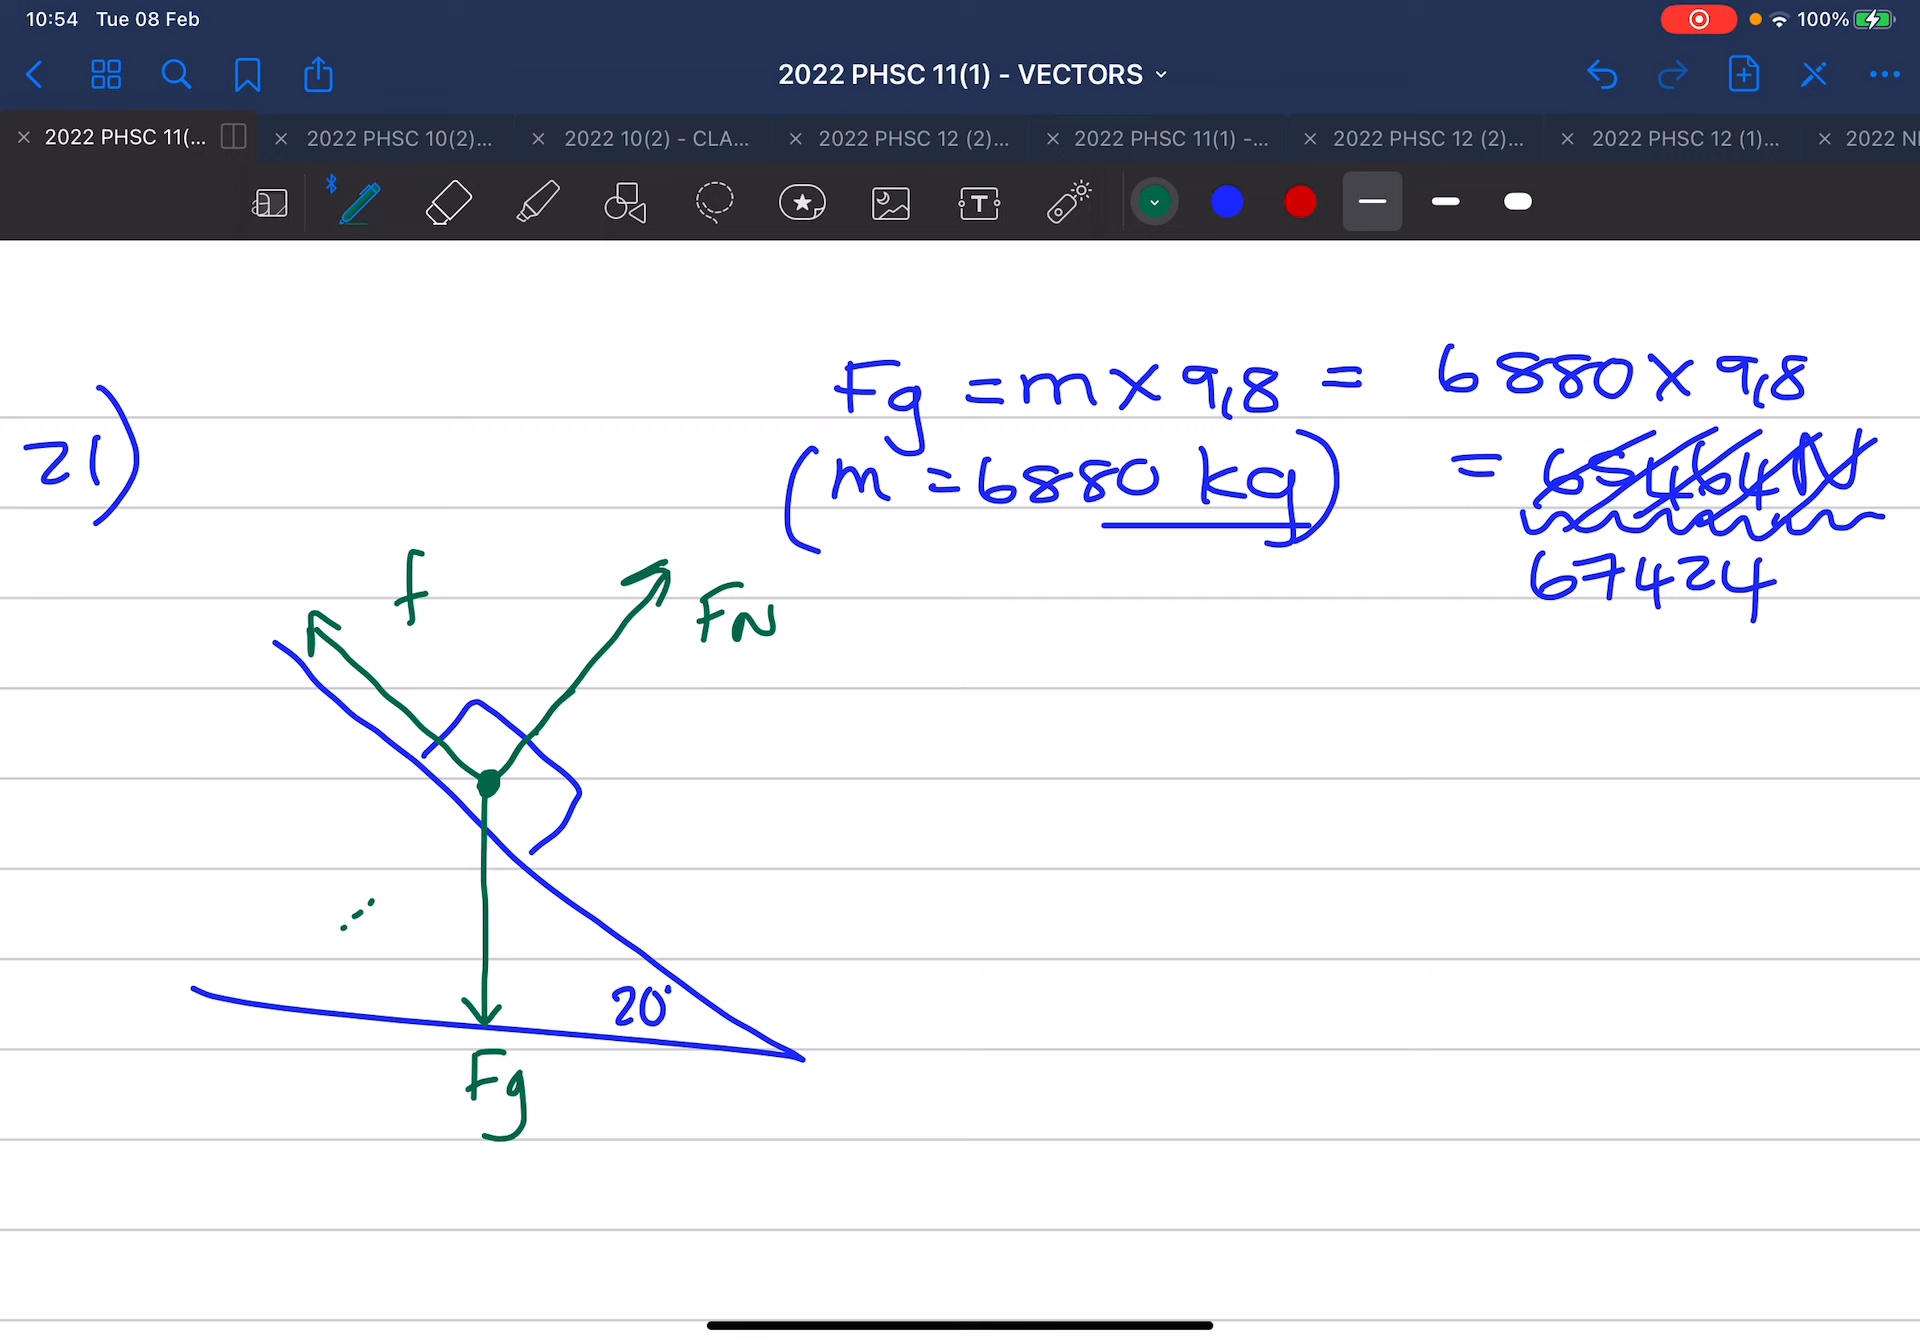 10:54 Tue 08 Feb 100%
2022 PHSC 11(1) - VECTORS
2022 PHSC 11(... 2022 PHSC 10(2)... 2022 10(2) - CLA... 2022 PHSC 12 (2)... 2022 PHSC 11(1) -... 2022 PHSC 12 (2)... 2022 PHSC 12 (1)... 2022 N
T
Fg = m × 9,8 = 6880 × 9,8
21)
(m = 6880 kg) = 65464N
67424
f
FN
20°
Fg